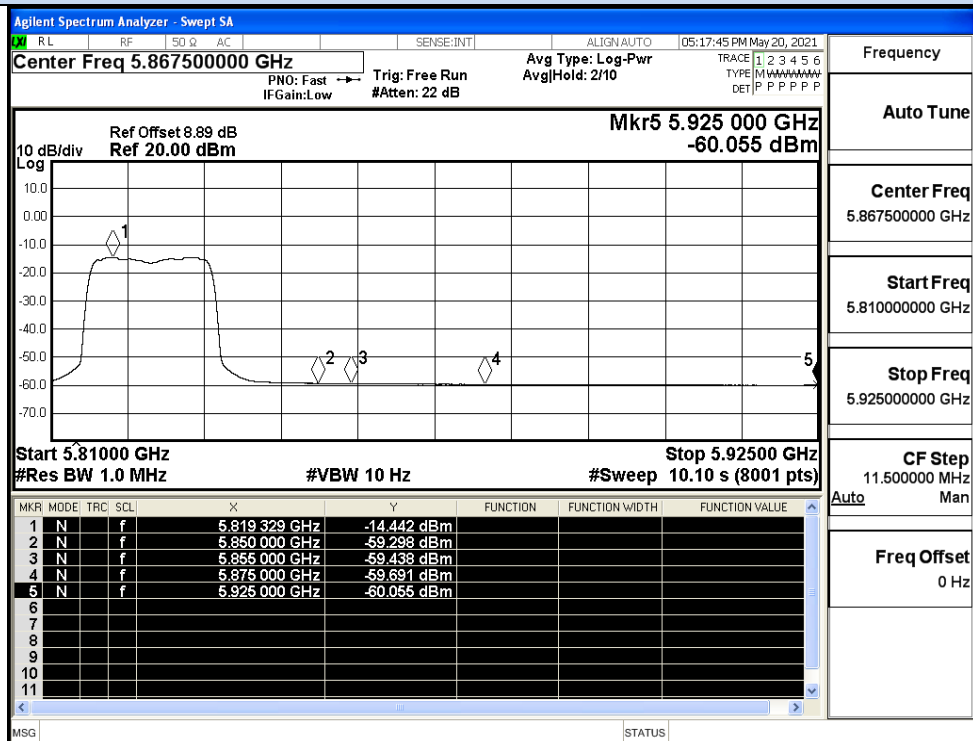 Agilent Spectrum Analyzer - Swept SA
LXI RL RF 50 Ω AC SENSE:INT ALIGNAUTO 05:17:45 PM May 20, 2021
Center Freq 5.867500000 GHz
PNO: Fast
IFGain:Low
Trig: Free Run
#Atten: 22 dB
Avg Type: Log-Pwr
Avg|Hold: 2/10
TRACE 1 2 3 4 5 6
TYPE M WWWWW
DET P P P P P P
Ref Offset 8.89 dB
Ref 20.00 dBm
10 dB/div
Log
Mkr5 5.925 000 GHz
-60.055 dBm
10.0
0.00
-10.0
-20.0
-30.0
-40.0
-50.0
-60.0
-70.0
1
2
3
4
5
Start 5.81000 GHz Stop 5.92500 GHz
#Res BW 1.0 MHz #VBW 10 Hz #Sweep 10.10 s (8001 pts)
MKR MODE TRC SCL X Y FUNCTION FUNCTION WIDTH FUNCTION VALUE
1 N f 5.819 329 GHz -14.442 dBm
2 N f 5.850 000 GHz -59.298 dBm
3 N f 5.855 000 GHz -59.438 dBm
4 N f 5.875 000 GHz -59.691 dBm
5 N f 5.925 000 GHz -60.055 dBm
6
7
8
9
10
11
MSG STATUS
Frequency
Auto Tune
Center Freq
5.867500000 GHz
Start Freq
5.810000000 GHz
Stop Freq
5.925000000 GHz
CF Step
11.500000 MHz
Auto Man
Freq Offset
0 Hz